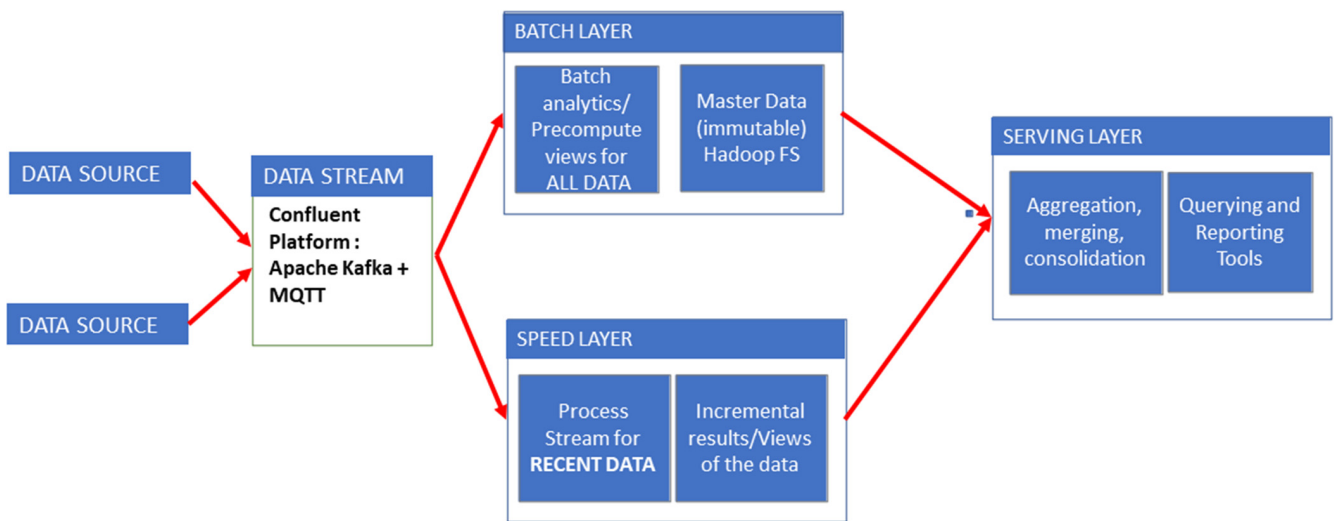 DATA SOURCE
DATA SOURCE
DATA STREAM
Confluent
Platform :
Apache Kafka +
MQTT
BATCH LAYER
Batch
analytics/
Precompute
views for
ALL DATA
Master Data
(immutable)
Hadoop FS
SPEED LAYER
Process
Stream for
RECENT DATA
Incremental
results/Views
of the data
SERVING LAYER
Aggregation,
merging,
consolidation
Querying and
Reporting
Tools